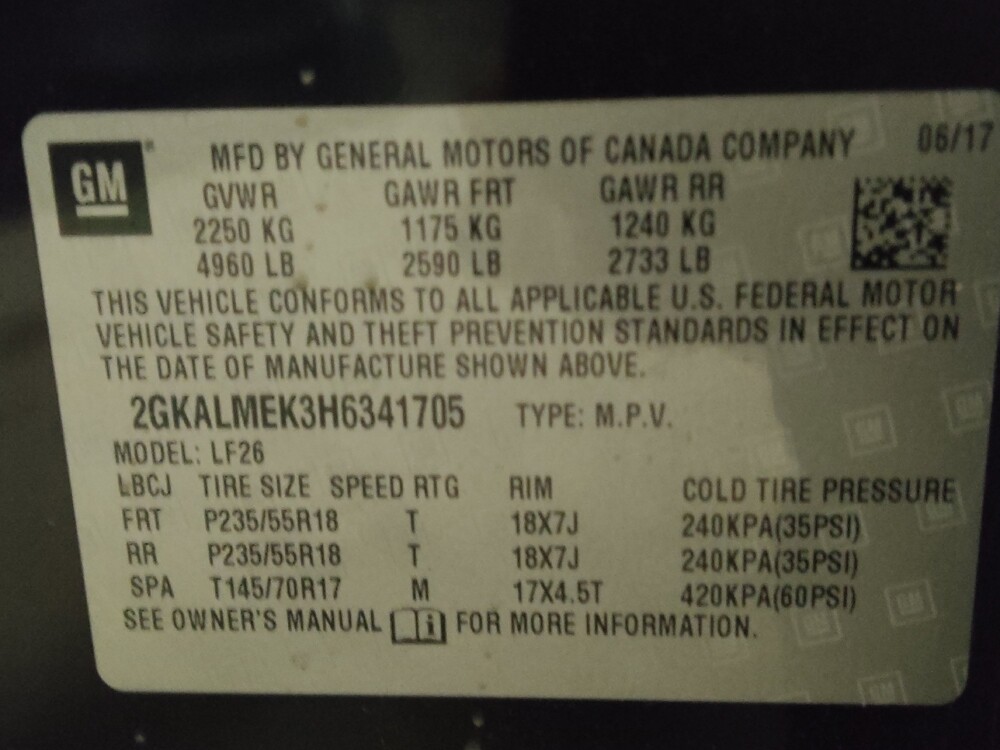 GM
MFD BY GENERAL MOTORS OF CANADA COMPANY 06/17
GVWR GAWR FRT GAWR RR
2250 KG 1175 KG 1240 KG
4960 LB 2590 LB 2733 LB
THIS VEHICLE CONFORMS TO ALL APPLICABLE U.S. FEDERAL MOTOR
VEHICLE SAFETY AND THEFT PREVENTION STANDARDS IN EFFECT ON
THE DATE OF MANUFACTURE SHOWN ABOVE.
2GKALMEK3H6341705 TYPE: M.P.V.
MODEL: LF26
LBCJ TIRE SIZE SPEED RTG RIM COLD TIRE PRESSURE
FRT P235/55R18 T 18X7J 240KPA(35PSI)
RR P235/55R18 T 18X7J 240KPA(35PSI)
SPA T145/70R17 M 17X4.5T 420KPA(60PSI)
SEE OWNER'S MANUAL i FOR MORE INFORMATION.